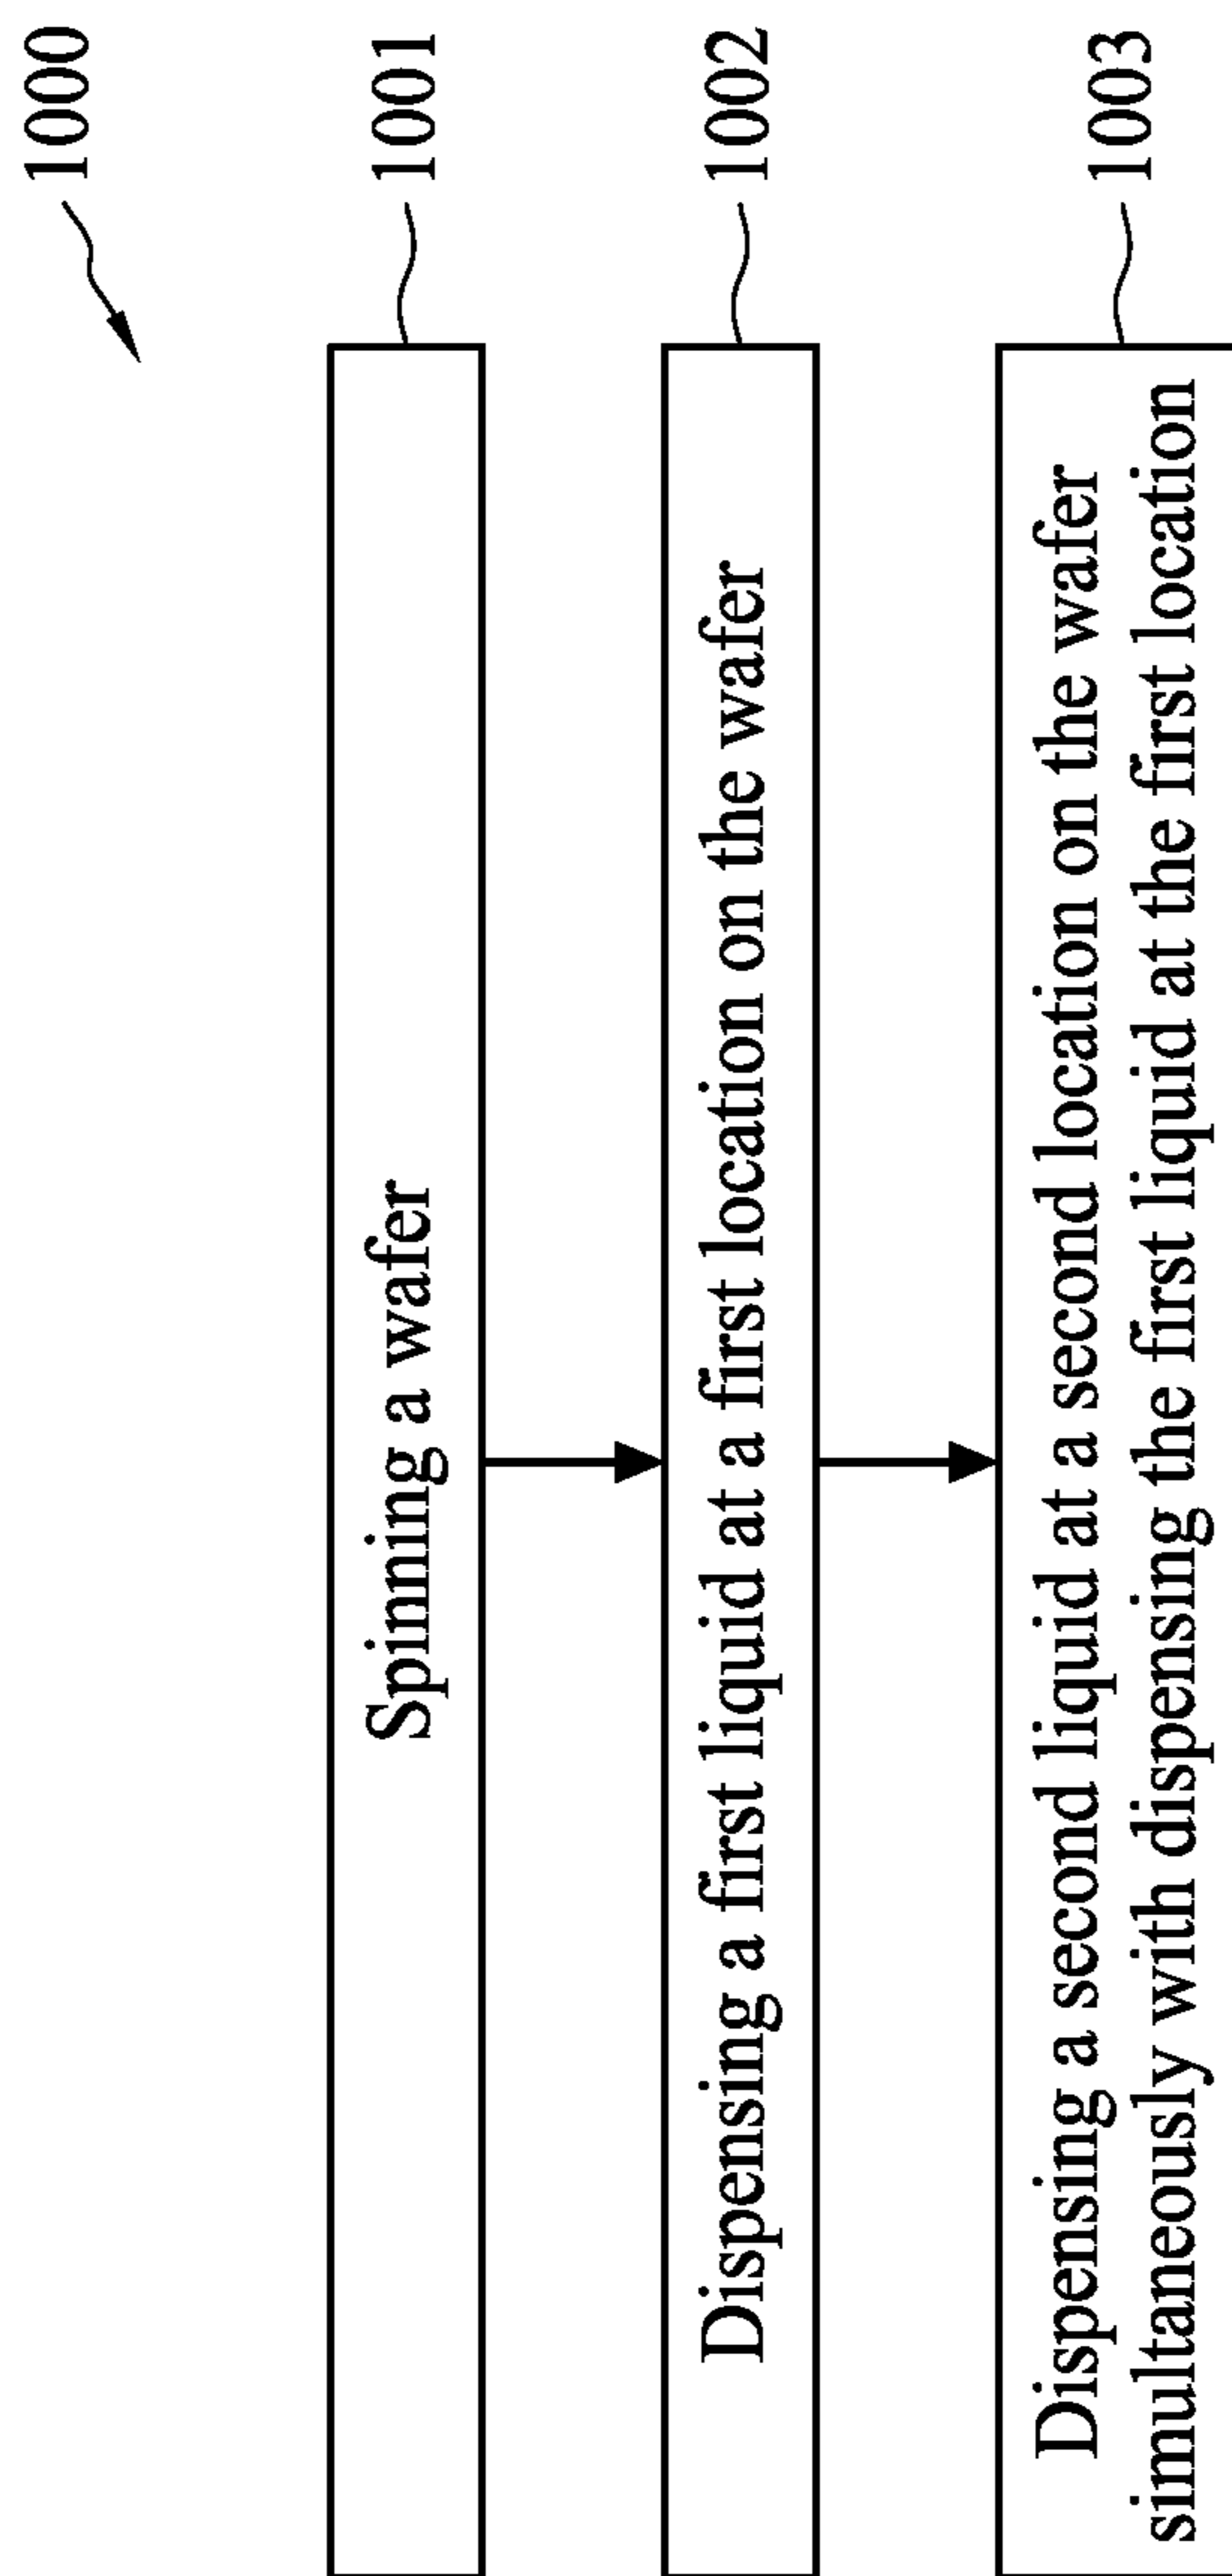 1000
Spinning a wafer
1001
Dispensing a first liquid at a first location on the wafer
1002
Dispensing a second liquid at a second location on the wafer
simultaneously with dispensing the first liquid at the first location
1003